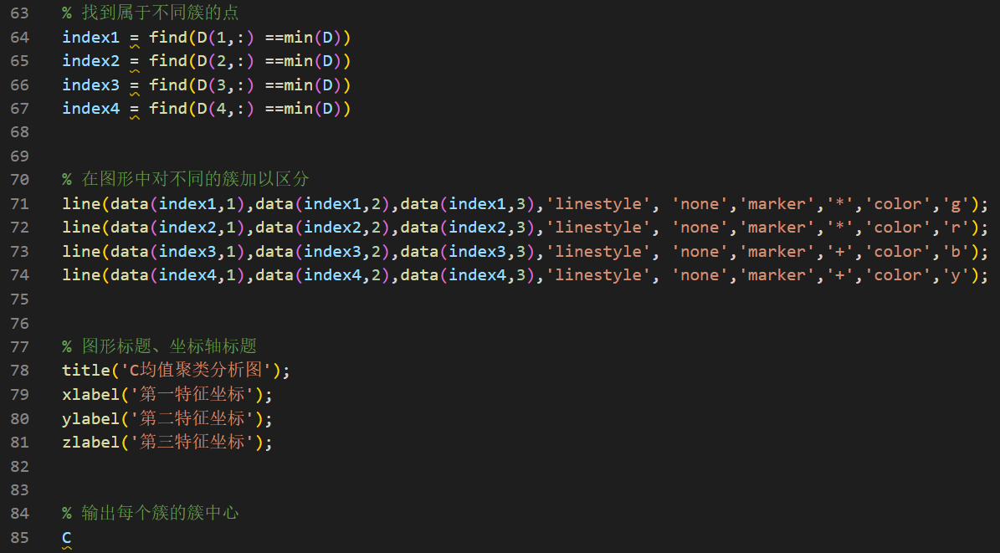 63 % 找到属于不同簇的点
64 index1 = find(D(1,:) ==min(D))
65 index2 = find(D(2,:) ==min(D))
66 index3 = find(D(3,:) ==min(D))
67 index4 = find(D(4,:) ==min(D))
68
69
70 % 在图形中对不同的簇加以区分
71 line(data(index1,1),data(index1,2),data(index1,3),'linestyle', 'none','marker','*','color','g');
72 line(data(index2,1),data(index2,2),data(index2,3),'linestyle', 'none','marker','*','color','r');
73 line(data(index3,1),data(index3,2),data(index3,3),'linestyle', 'none','marker','+','color','b');
74 line(data(index4,1),data(index4,2),data(index4,3),'linestyle', 'none','marker','+','color','y');
75
76
77 % 图形标题、坐标轴标题
78 title('C均值聚类分析图');
79 xlabel('第一特征坐标');
80 ylabel('第二特征坐标');
81 zlabel('第三特征坐标');
82
83
84 % 输出每个簇的簇中心
85 C